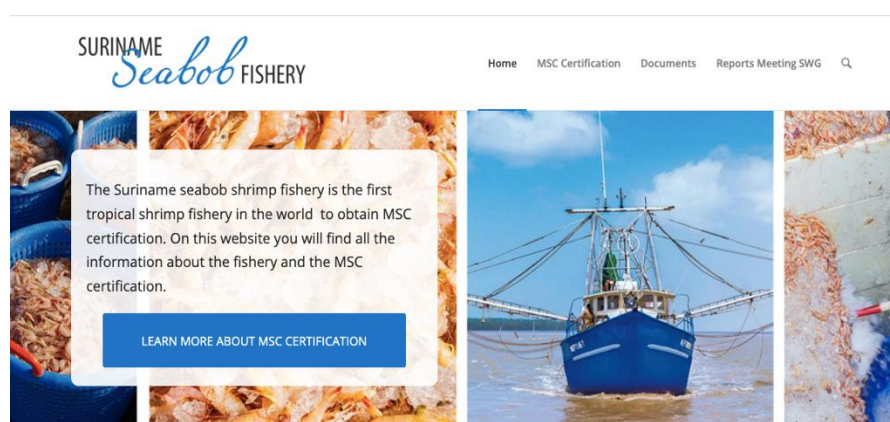 SURINAME
Seabob FISHERY
Home MSC Certification Documents Reports Meeting SWG
The Suriname seabob shrimp fishery is the first
tropical shrimp fishery in the world to obtain MSC
certification. On this website you will find all the
information about the fishery and the MSC
certification.
LEARN MORE ABOUT MSC CERTIFICATION